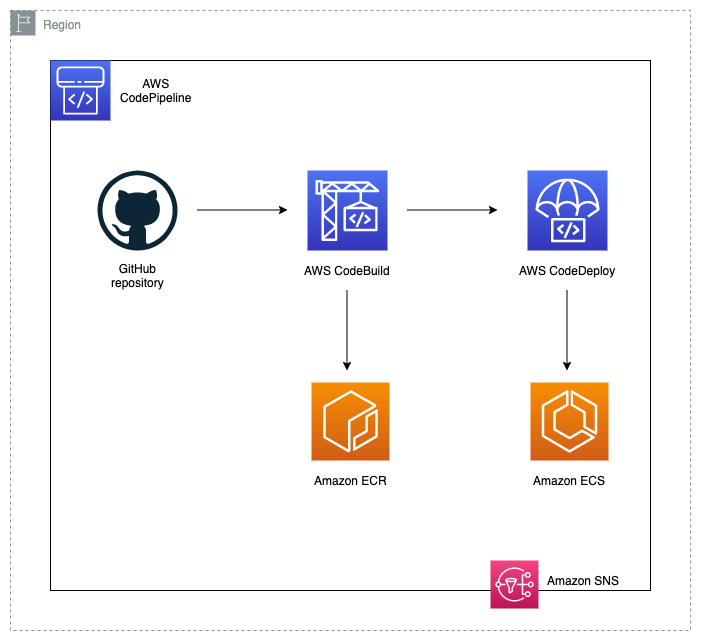 Region
AWS
CodePipeline
GitHub
repository
AWS CodeBuild
AWS CodeDeploy
Amazon ECR
Amazon ECS
Amazon SNS